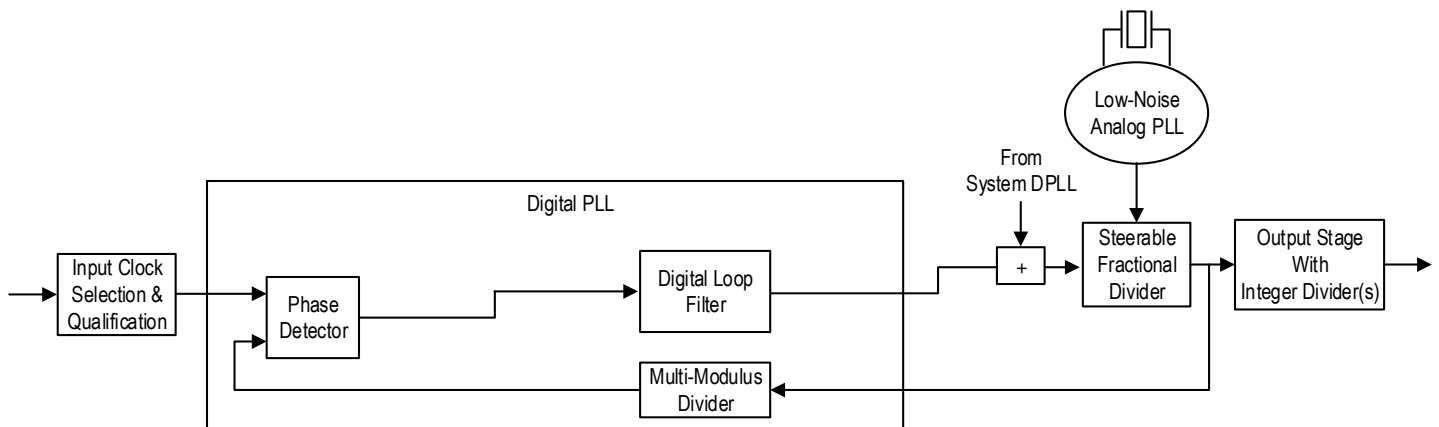 Low-Noise
Analog PLL
From
System DPLL
Digital PLL
Input Clock
Selection &
Qualification
Phase
Detector
Digital Loop
Filter
+
Steerable
Fractional
Divider
Output Stage
With
Integer Divider(s)
Multi-Modulus
Divider